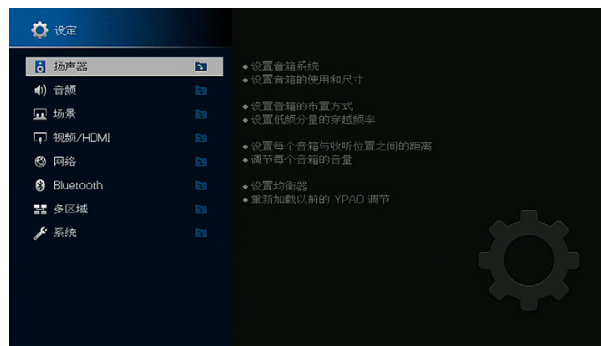 设定
扬声器
音频
场景
视频/HDMI
网络
Bluetooth
多区域
系统
◆设置音箱系统
◆设置音箱的使用和尺寸
◆设置音箱的布置方式
◆设置低频分量的穿越频率
◆设置每个音箱与收听位置之间的距离
◆调节每个音箱的音量
◆设置均衡器
◆重新加载以前的 YPAO 调节